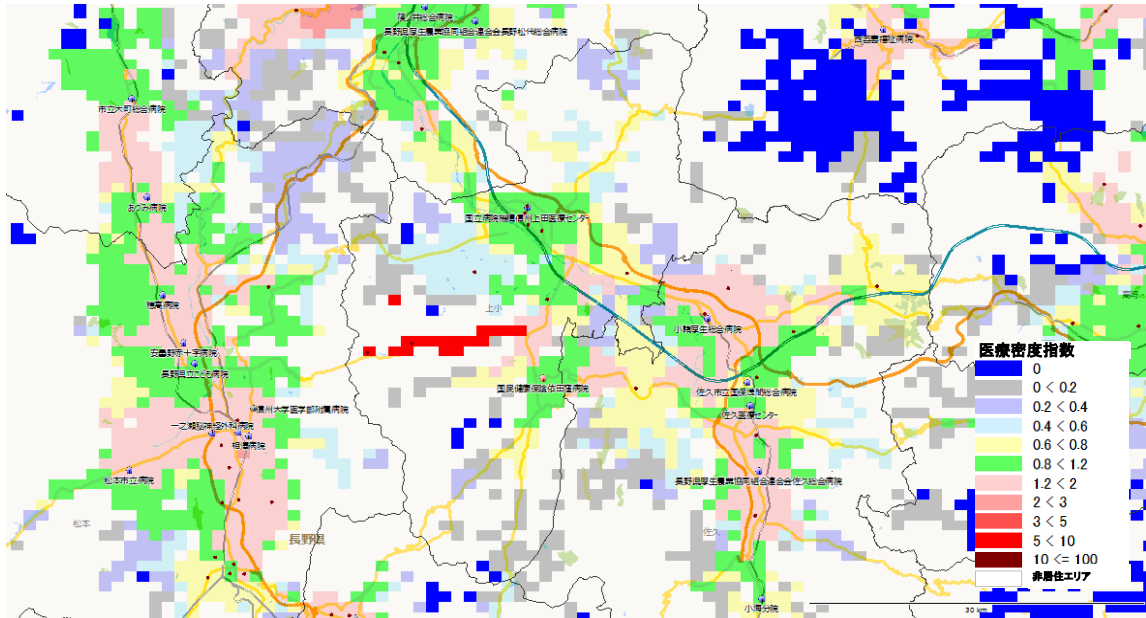 篠ノ井総合病院
長野県厚生農業協同組合連合会長野松代総合病院
西吾妻福祉病院
市立大町総合病院
あづみ病院
国立病院機構信州上田医療センター
穂高病院
上小
高崎
小諸厚生総合病院
安曇野赤十字病院
長野県立こども病院
国民健康保険依田窪病院
佐久市立国保浅間総合病院
佐久医療センター
信州大学医学部附属病院
一之瀬脳神経外科病院
相澤病院
松本市立病院
長野県厚生農業協同組合連合会佐久総合病院
松本
佐久
長野県
小海分院
30 km
医療密度指数
0
0 < 0.2
0.2 < 0.4
0.4 < 0.6
0.6 < 0.8
0.8 < 1.2
1.2 < 2
2 < 3
3 < 5
5 < 10
10 <= 100
非居住エリア